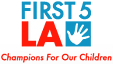 FIRST 5
LA
Champions For Our Children